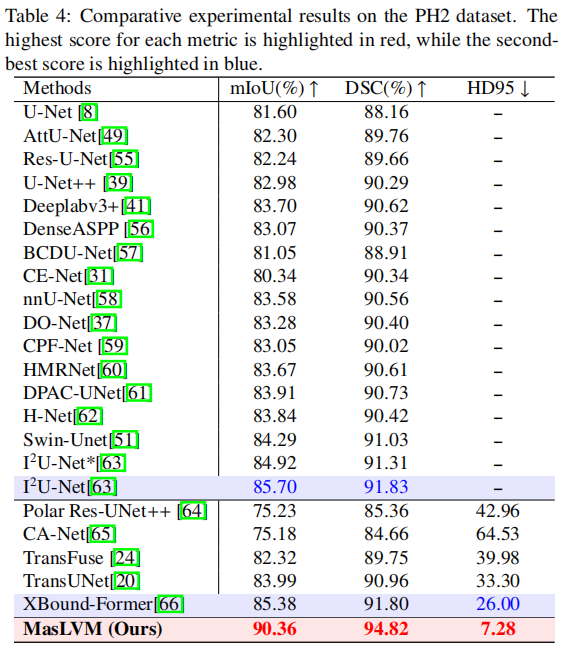 Table 4: Comparative experimental results on the PH2 dataset. The
highest score for each metric is highlighted in red, while the second-
best score is highlighted in blue.
Methods mIoU(%) ↑ DSC(%) ↑ HD95 ↓
U-Net [8] 81.60 88.16 –
AttU-Net[49] 82.30 89.76 –
Res-U-Net[55] 82.24 89.66 –
U-Net++ [39] 82.98 90.29 –
Deeplabv3+[41] 83.70 90.62 –
DenseASPP [56] 83.07 90.37 –
BCDU-Net[57] 81.05 88.91 –
CE-Net[31] 80.34 90.34 –
nnU-Net[58] 83.58 90.56 –
DO-Net[37] 83.28 90.40 –
CPF-Net [59] 83.05 90.02 –
HMRNet[60] 83.67 90.61 –
DPAC-UNet[61] 83.91 90.73 –
H-Net[62] 83.84 90.42 –
Swin-Unet[51] 84.29 91.03 –
I²U-Net*[63] 84.92 91.31 –
I²U-Net[63] 85.70 91.83 –
Polar Res-UNet++ [64] 75.23 85.36 42.96
CA-Net[65] 75.18 84.66 64.53
TransFuse [24] 82.32 89.75 39.98
TransUNet[20] 83.99 90.96 33.30
XBound-Former[66] 85.38 91.80 26.00
MasLVM (Ours) 90.36 94.82 7.28